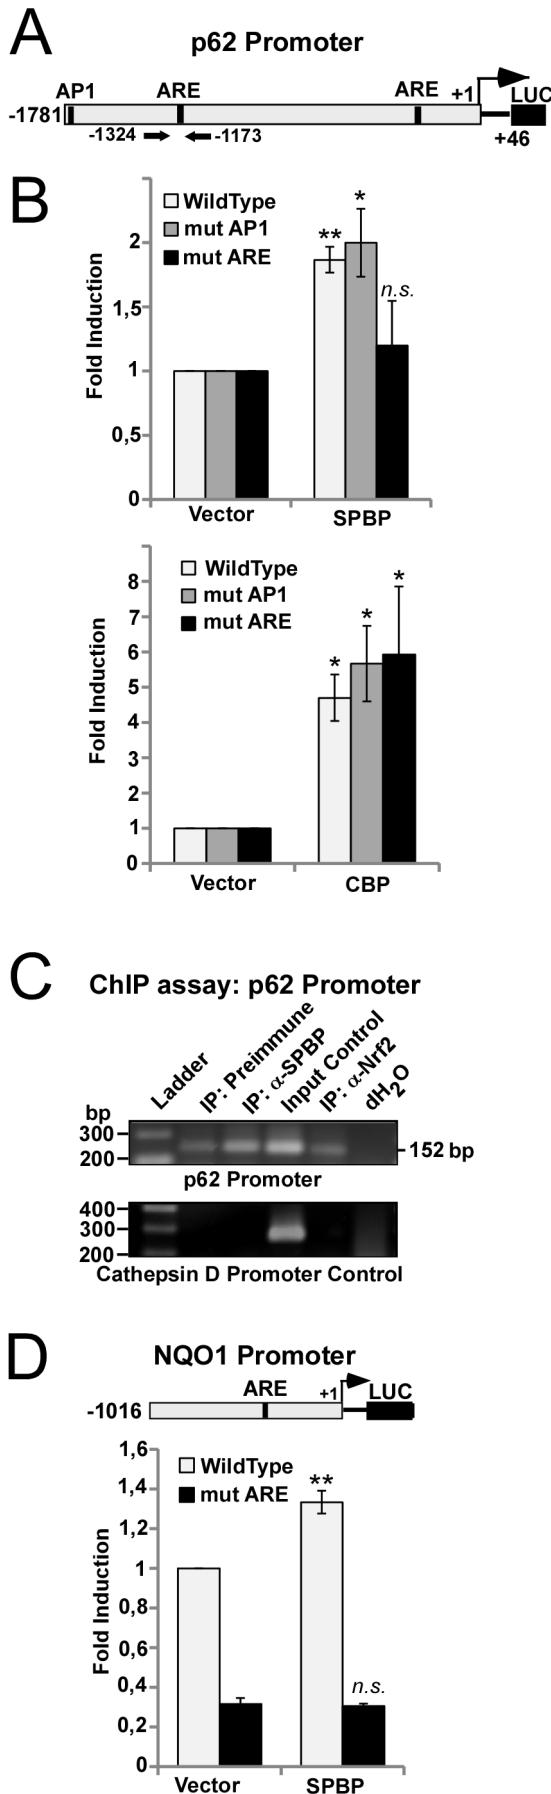 A
p62 Promoter
AP1 ARE ARE +1 LUC
-1781
-1324 -1173 +46
B
WildType
mut AP1
mut ARE
** * n.s.
Fold Induction
2
1,5
1
0,5
0
Vector SPBP
WildType
mut AP1
mut ARE
* * *
Fold Induction
8
7
6
5
4
3
2
1
0
Vector CBP
C
ChIP assay: p62 Promoter
Ladder
IP: Preimmune
IP: α-SPBP
Input Control
IP: α-Nrf2
dH2O
bp
300
200
152 bp
p62 Promoter
400
300
200
Cathepsin D Promoter Control
D
NQO1 Promoter
ARE +1 LUC
-1016
WildType
mut ARE
** n.s.
Fold Induction
1,6
1,4
1,2
1
0,8
0,6
0,4
0,2
0
Vector SPBP